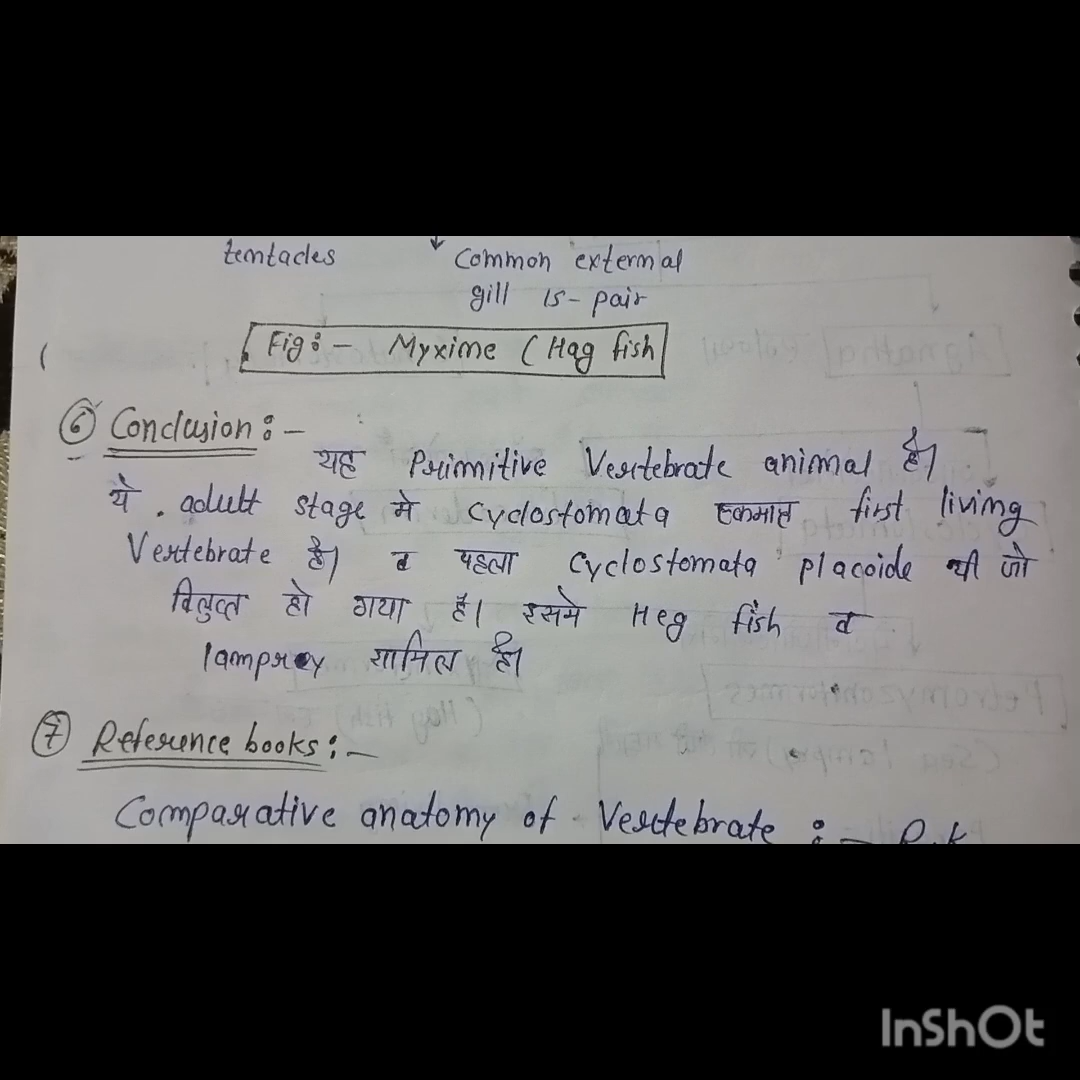 tentacles
common external
gill 15- pair
Fig:- Myxine (Hag fish
(6) Conclusion :-
यह Primitive Vertebrate animal है।
ये . adult stage मे Cyclostomata एकमात्र first living
Vertebrate है। व पहला Cyclostomata placoide थी जो
विलुप्त हो गया है। इसमे Heg fish व
lamprey शामिल है।
(7) Reference books :-
Comparative anatomy of Vertebrate :-
InShOt